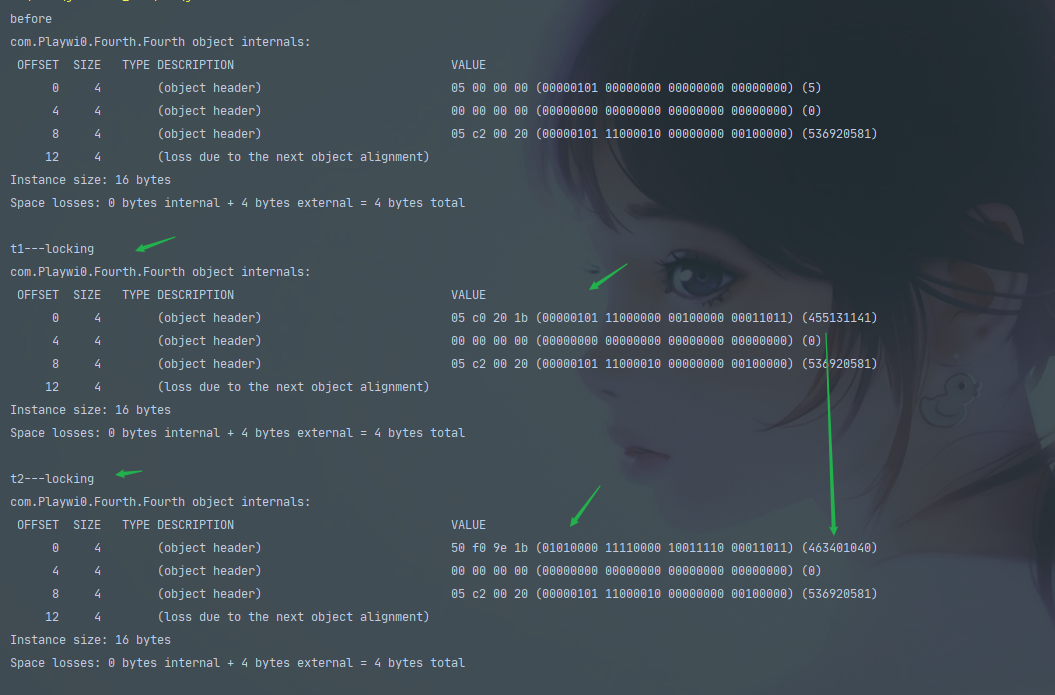 before
com.Playwi0.Fourth.Fourth object internals:
OFFSET SIZE TYPE DESCRIPTION VALUE
0 4 (object header) 05 00 00 00 (00000101 00000000 00000000 00000000) (5)
4 4 (object header) 00 00 00 00 (00000000 00000000 00000000 00000000) (0)
8 4 (object header) 05 c2 00 20 (00000101 11000010 00000000 00100000) (536920581)
12 4 (loss due to the next object alignment)
Instance size: 16 bytes
Space losses: 0 bytes internal + 4 bytes external = 4 bytes total
t1---locking
com.Playwi0.Fourth.Fourth object internals:
OFFSET SIZE TYPE DESCRIPTION VALUE
0 4 (object header) 05 c0 20 1b (00000101 11000000 00100000 00011011) (455131141)
4 4 (object header) 00 00 00 00 (00000000 00000000 00000000 00000000) (0)
8 4 (object header) 05 c2 00 20 (00000101 11000010 00000000 00100000) (536920581)
12 4 (loss due to the next object alignment)
Instance size: 16 bytes
Space losses: 0 bytes internal + 4 bytes external = 4 bytes total
t2---locking
com.Playwi0.Fourth.Fourth object internals:
OFFSET SIZE TYPE DESCRIPTION VALUE
0 4 (object header) 50 f0 9e 1b (01010000 11110000 10011110 00011011) (463401040)
4 4 (object header) 00 00 00 00 (00000000 00000000 00000000 00000000) (0)
8 4 (object header) 05 c2 00 20 (00000101 11000010 00000000 00100000) (536920581)
12 4 (loss due to the next object alignment)
Instance size: 16 bytes
Space losses: 0 bytes internal + 4 bytes external = 4 bytes total